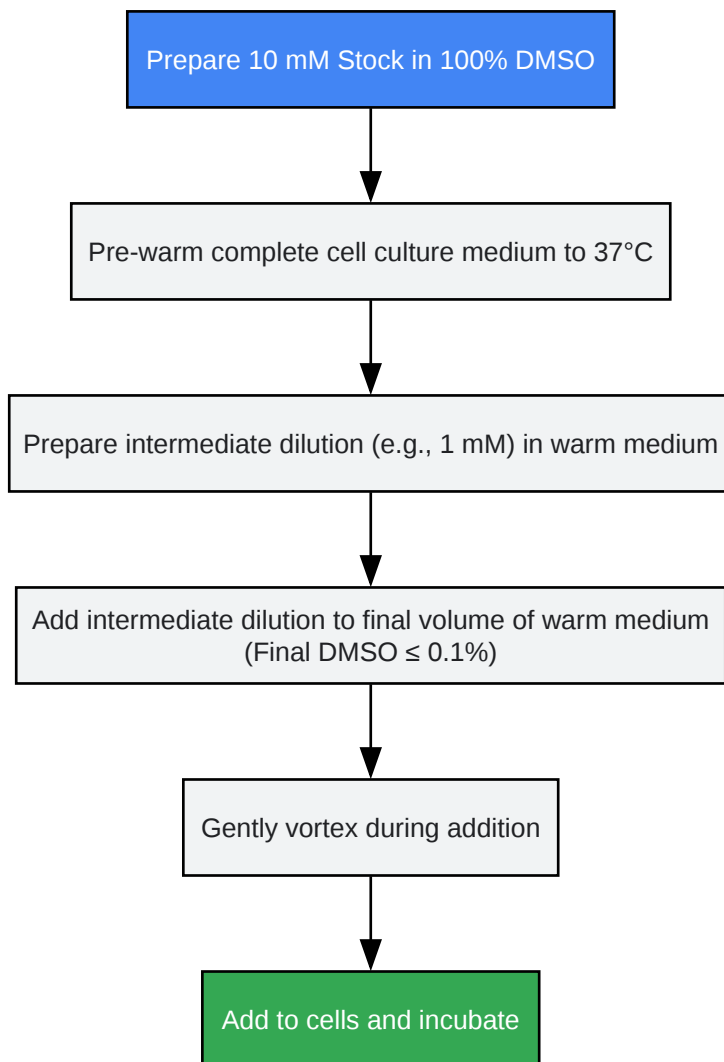 Prepare 10 mM Stock in 100% DMSO
Pre-warm complete cell culture medium to 37°C
Prepare intermediate dilution (e.g., 1 mM) in warm medium
Add intermediate dilution to final volume of warm medium
(Final DMSO ≤ 0.1%)
Gently vortex during addition
Add to cells and incubate